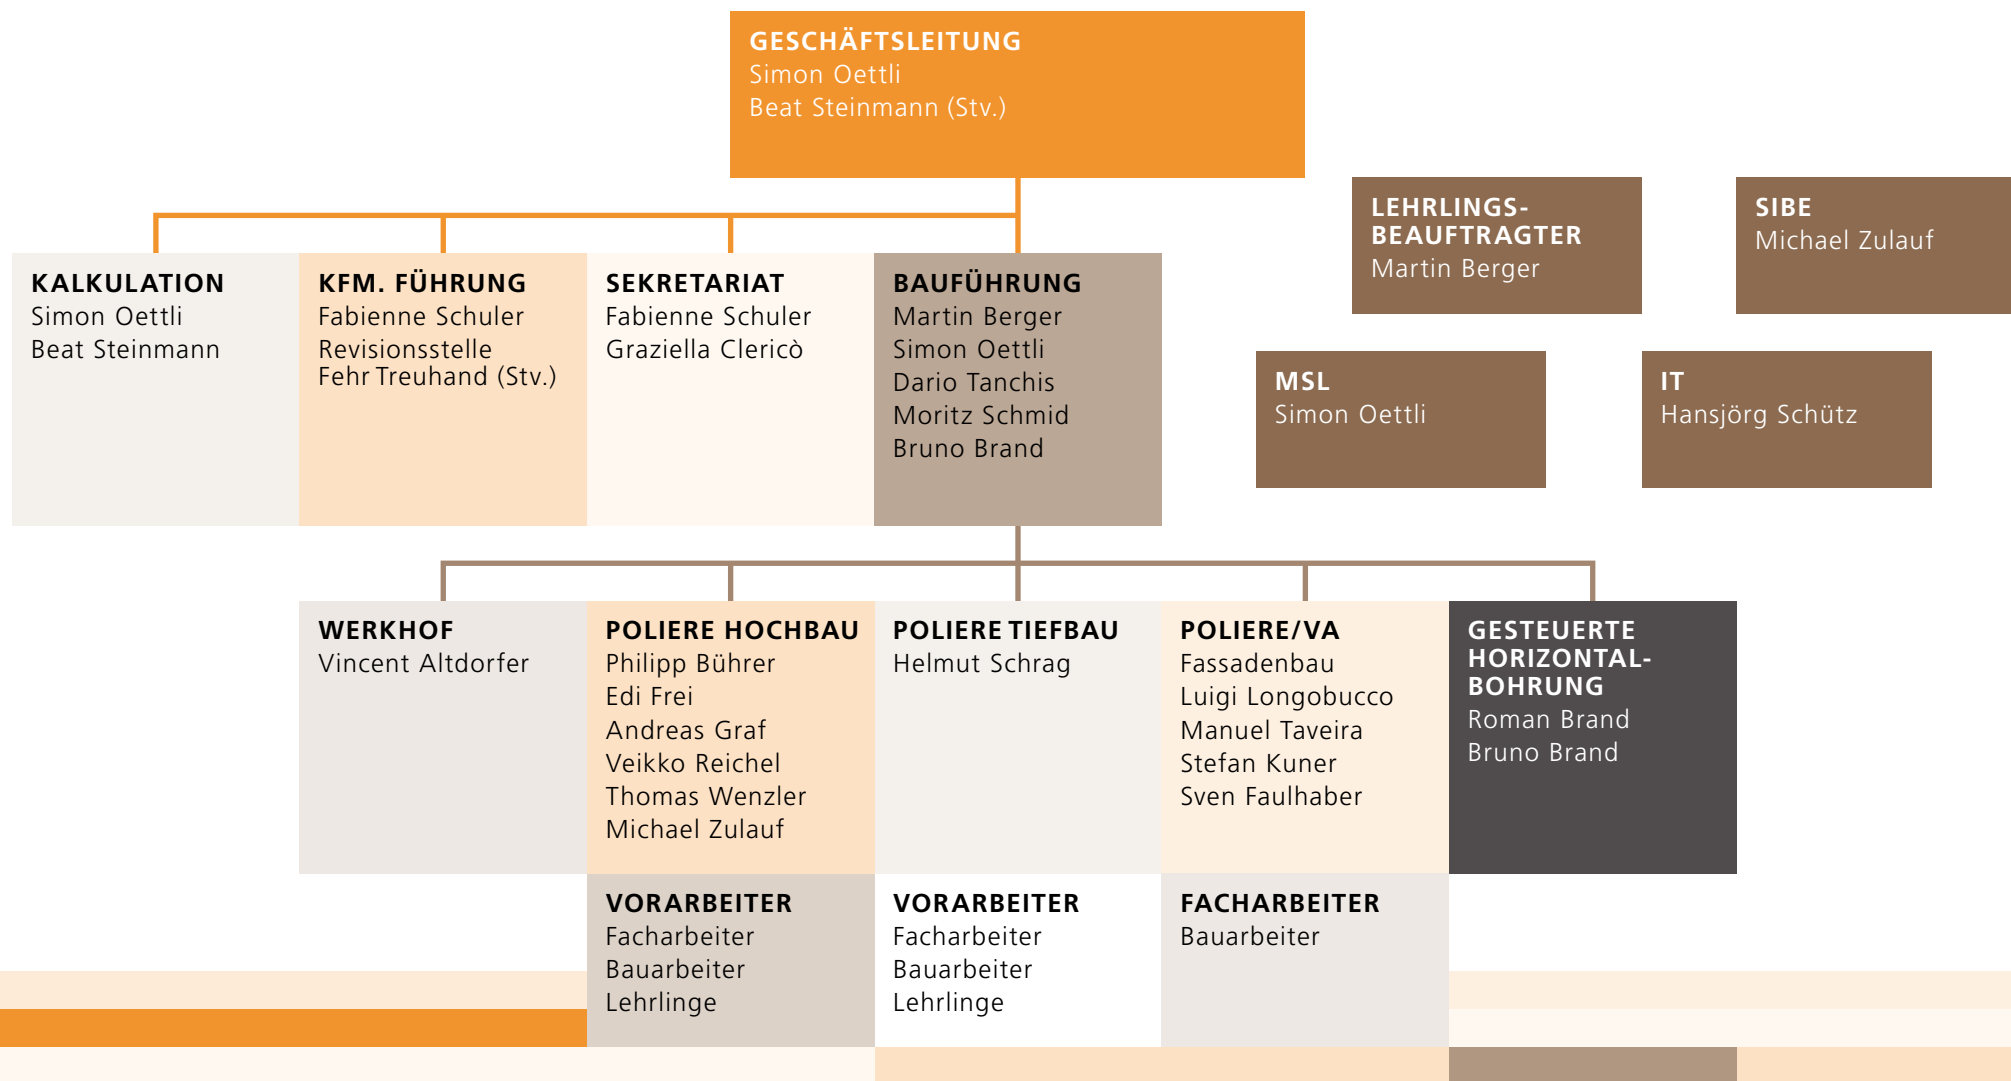 GESCHÄFTSLEITUNG
Simon Oettli
Beat Steinmann (Stv.)
LEHRLINGS-
BEAUFTRAGTER
Martin Berger
SIBE
Michael Zulauf
KALKULATION
Simon Oettli
Beat Steinmann
KFM. FÜHRUNG
Fabienne Schuler
Revisionsstelle
Fehr Treuhand (Stv.)
SEKRETARIAT
Fabienne Schuler
Graziella Clericò
BAUFÜHRUNG
Martin Berger
Simon Oettli
Dario Tanchis
Moritz Schmid
Bruno Brand
MSL
Simon Oettli
IT
Hansjörg Schütz
WERKHOF
Vincent Altdorfer
POLIERE HOCHBAU
Philipp Bührer
Edi Frei
Andreas Graf
Veikko Reichel
Thomas Wenzler
Michael Zulauf
POLIERE TIEFBAU
Helmut Schrag
POLIERE/VA
Fassadenbau
Luigi Longobucco
Manuel Taveira
Stefan Kuner
Sven Faulhaber
GESTEUERTE
HORIZONTAL-
BOHRUNG
Roman Brand
Bruno Brand
VORARBEITER
Facharbeiter
Bauarbeiter
Lehrlinge
VORARBEITER
Facharbeiter
Bauarbeiter
Lehrlinge
FACHARBEITER
Bauarbeiter